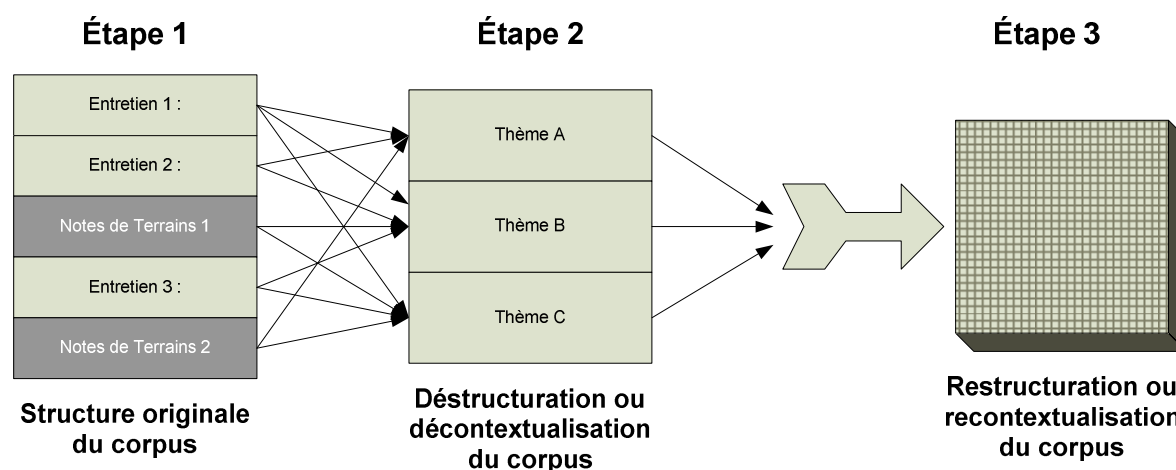 Étape 1
Étape 2
Étape 3
Entretien 1 :
Entretien 2 :
Notes de Terrains 1
Entretien 3 :
Notes de Terrains 2
Thème A
Thème B
Thème C
Structure originale
du corpus
Déstructuration ou
décontextualisation
du corpus
Restructuration ou
recontextualisation
du corpus